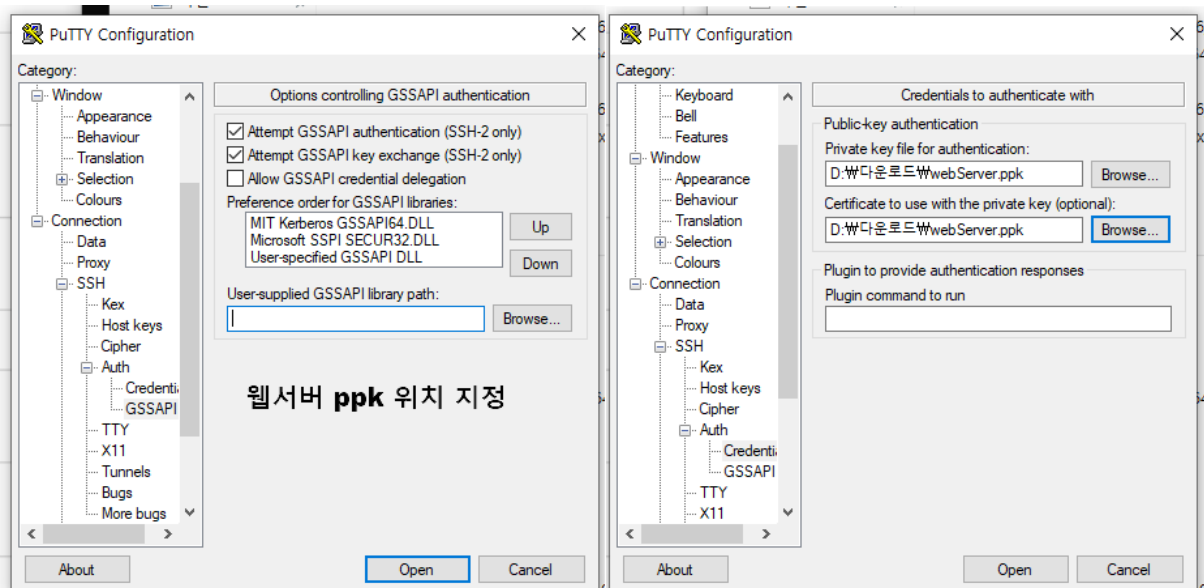 PuTTY Configuration
Category:
Window
Appearance
Behaviour
Translation
Selection
Colours
Connection
Data
Proxy
SSH
Kex
Host keys
Cipher
Auth
Credenti
GSSAPI
TTY
X11
Tunnels
Bugs
More bugs
Options controlling GSSAPI authentication
Attempt GSSAPI authentication (SSH-2 only)
Attempt GSSAPI key exchange (SSH-2 only)
Allow GSSAPI credential delegation
Preference order for GSSAPI libraries:
MIT Kerberos GSSAPI64.DLL
Microsoft SSPI SECUR32.DLL
User-specified GSSAPI DLL
Up
Down
User-supplied GSSAPI library path:
Browse...
웹서버 ppk 위치 지정
About
Open
Cancel
PuTTY Configuration
Category:
Keyboard
Bell
Features
Window
Appearance
Behaviour
Translation
Selection
Colours
Connection
Data
Proxy
SSH
Kex
Host keys
Cipher
Auth
Credenti
GSSAPI
TTY
X11
Credentials to authenticate with
Public-key authentication
Private key file for authentication:
D:₩다운로드₩webServer.ppk
Browse...
Certificate to use with the private key (optional):
D:₩다운로드₩webServer.ppk
Browse...
Plugin to provide authentication responses
Plugin command to run
About
Open
Cancel